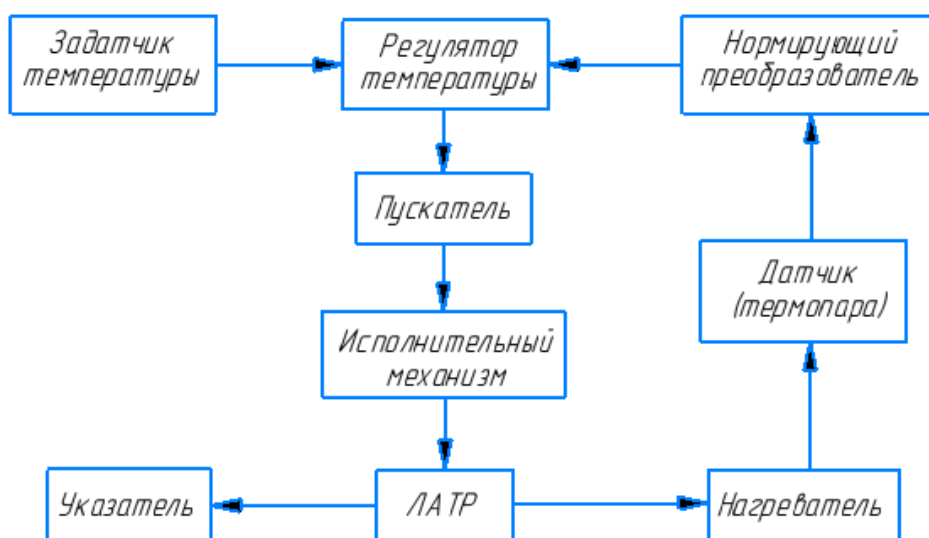 Задатчик
температуры
Регулятор
температуры
Нормирующий
преобразователь
Пускатель
Датчик
(термопара)
Исполнительный
механизм
Указатель
ЛАТР
Нагреватель